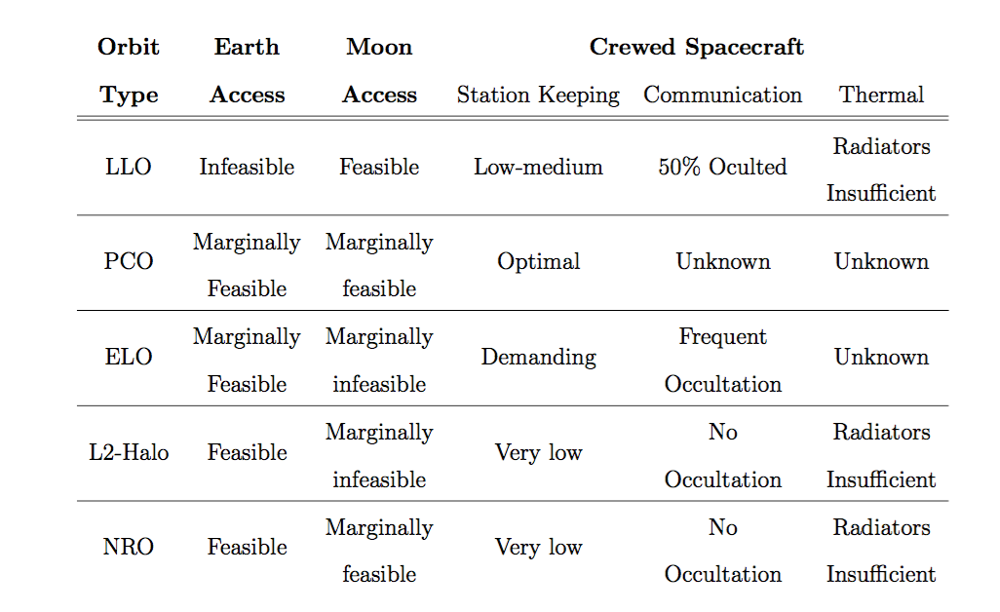 Orbit Earth Moon Crewed Spacecraft
Type Access Access Station Keeping Communication Thermal
LLO Infeasible Feasible Low-medium 50% Oculted Radiators Insufficient
PCO Marginally Feasible Marginally feasible Optimal Unknown Unknown
ELO Marginally Feasible Marginally infeasible Demanding Frequent Occultation Unknown
L2-Halo Feasible Marginally infeasible Very low No Occultation Radiators Insufficient
NRO Feasible Marginally feasible Very low No Occultation Radiators Insufficient